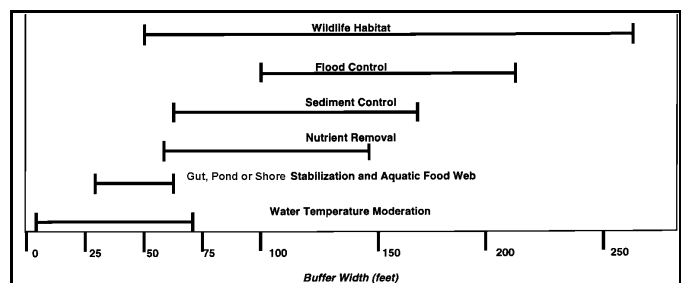 Wildlife Habitat
Flood Control
Sediment Control
Nutrient Removal
Gut, Pond or Shore Stabilization and Aquatic Food Web
Water Temperature Moderation
0 25 50 75 100 150 200 250
Buffer Width (feet)